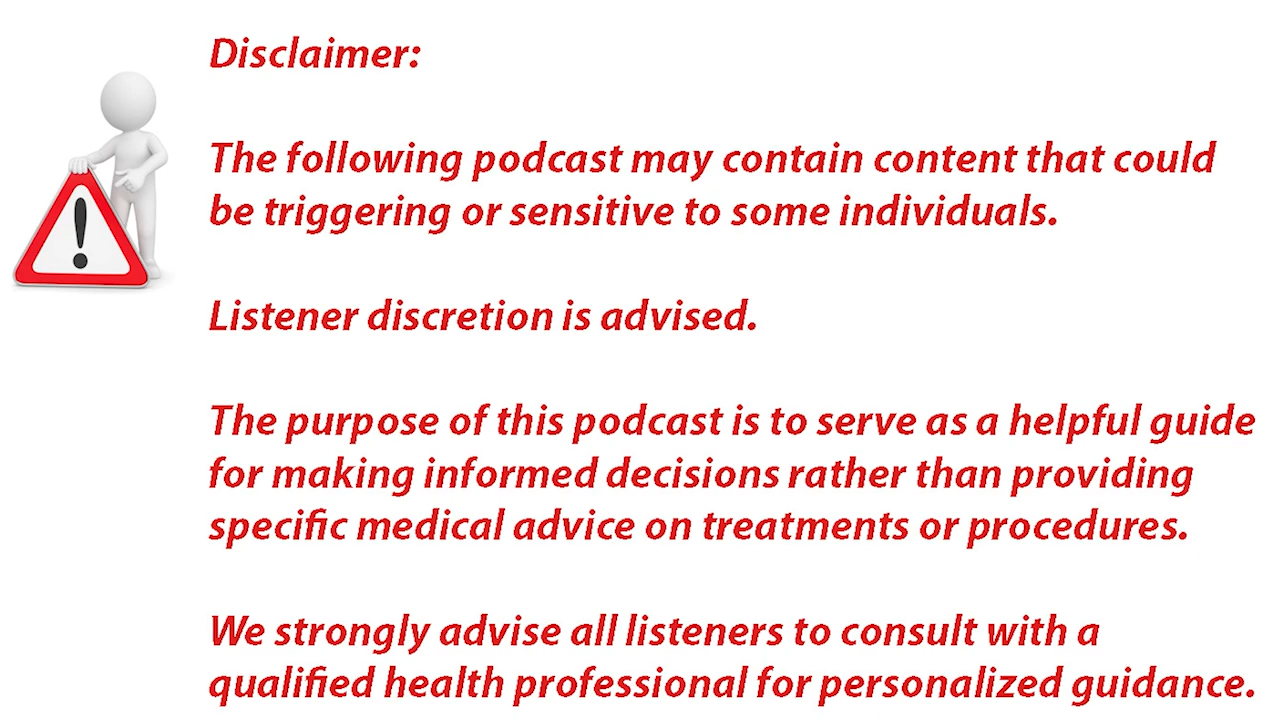 Disclaimer:
The following podcast may contain content that could
be triggering or sensitive to some individuals.
Listener discretion is advised.
The purpose of this podcast is to serve as a helpful guide
for making informed decisions rather than providing
specific medical advice on treatments or procedures.
We strongly advise all listeners to consult with a
qualified health professional for personalized guidance.